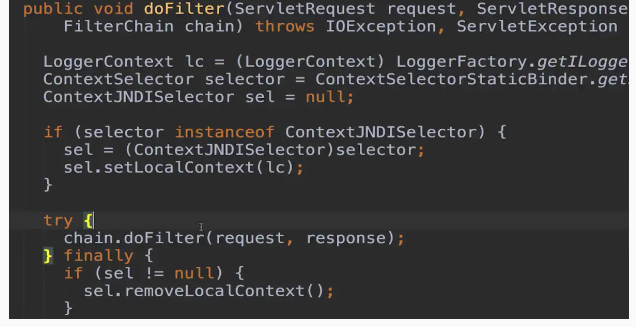 public void doFilter(ServletRequest request, ServletResponse
FilterChain chain) throws IOException, ServletException
LoggerContext lc = (LoggerContext) LoggerFactory.getILogge
ContextSelector selector = ContextSelectorStaticBinder.get
ContextJNDISelector sel = null;
if (selector instanceof ContextJNDISelector) {
sel = (ContextJNDISelector)selector;
sel.setLocalContext(lc);
}
try {
chain.doFilter(request, response);
} finally {
if (sel != null) {
sel.removeLocalContext();
}